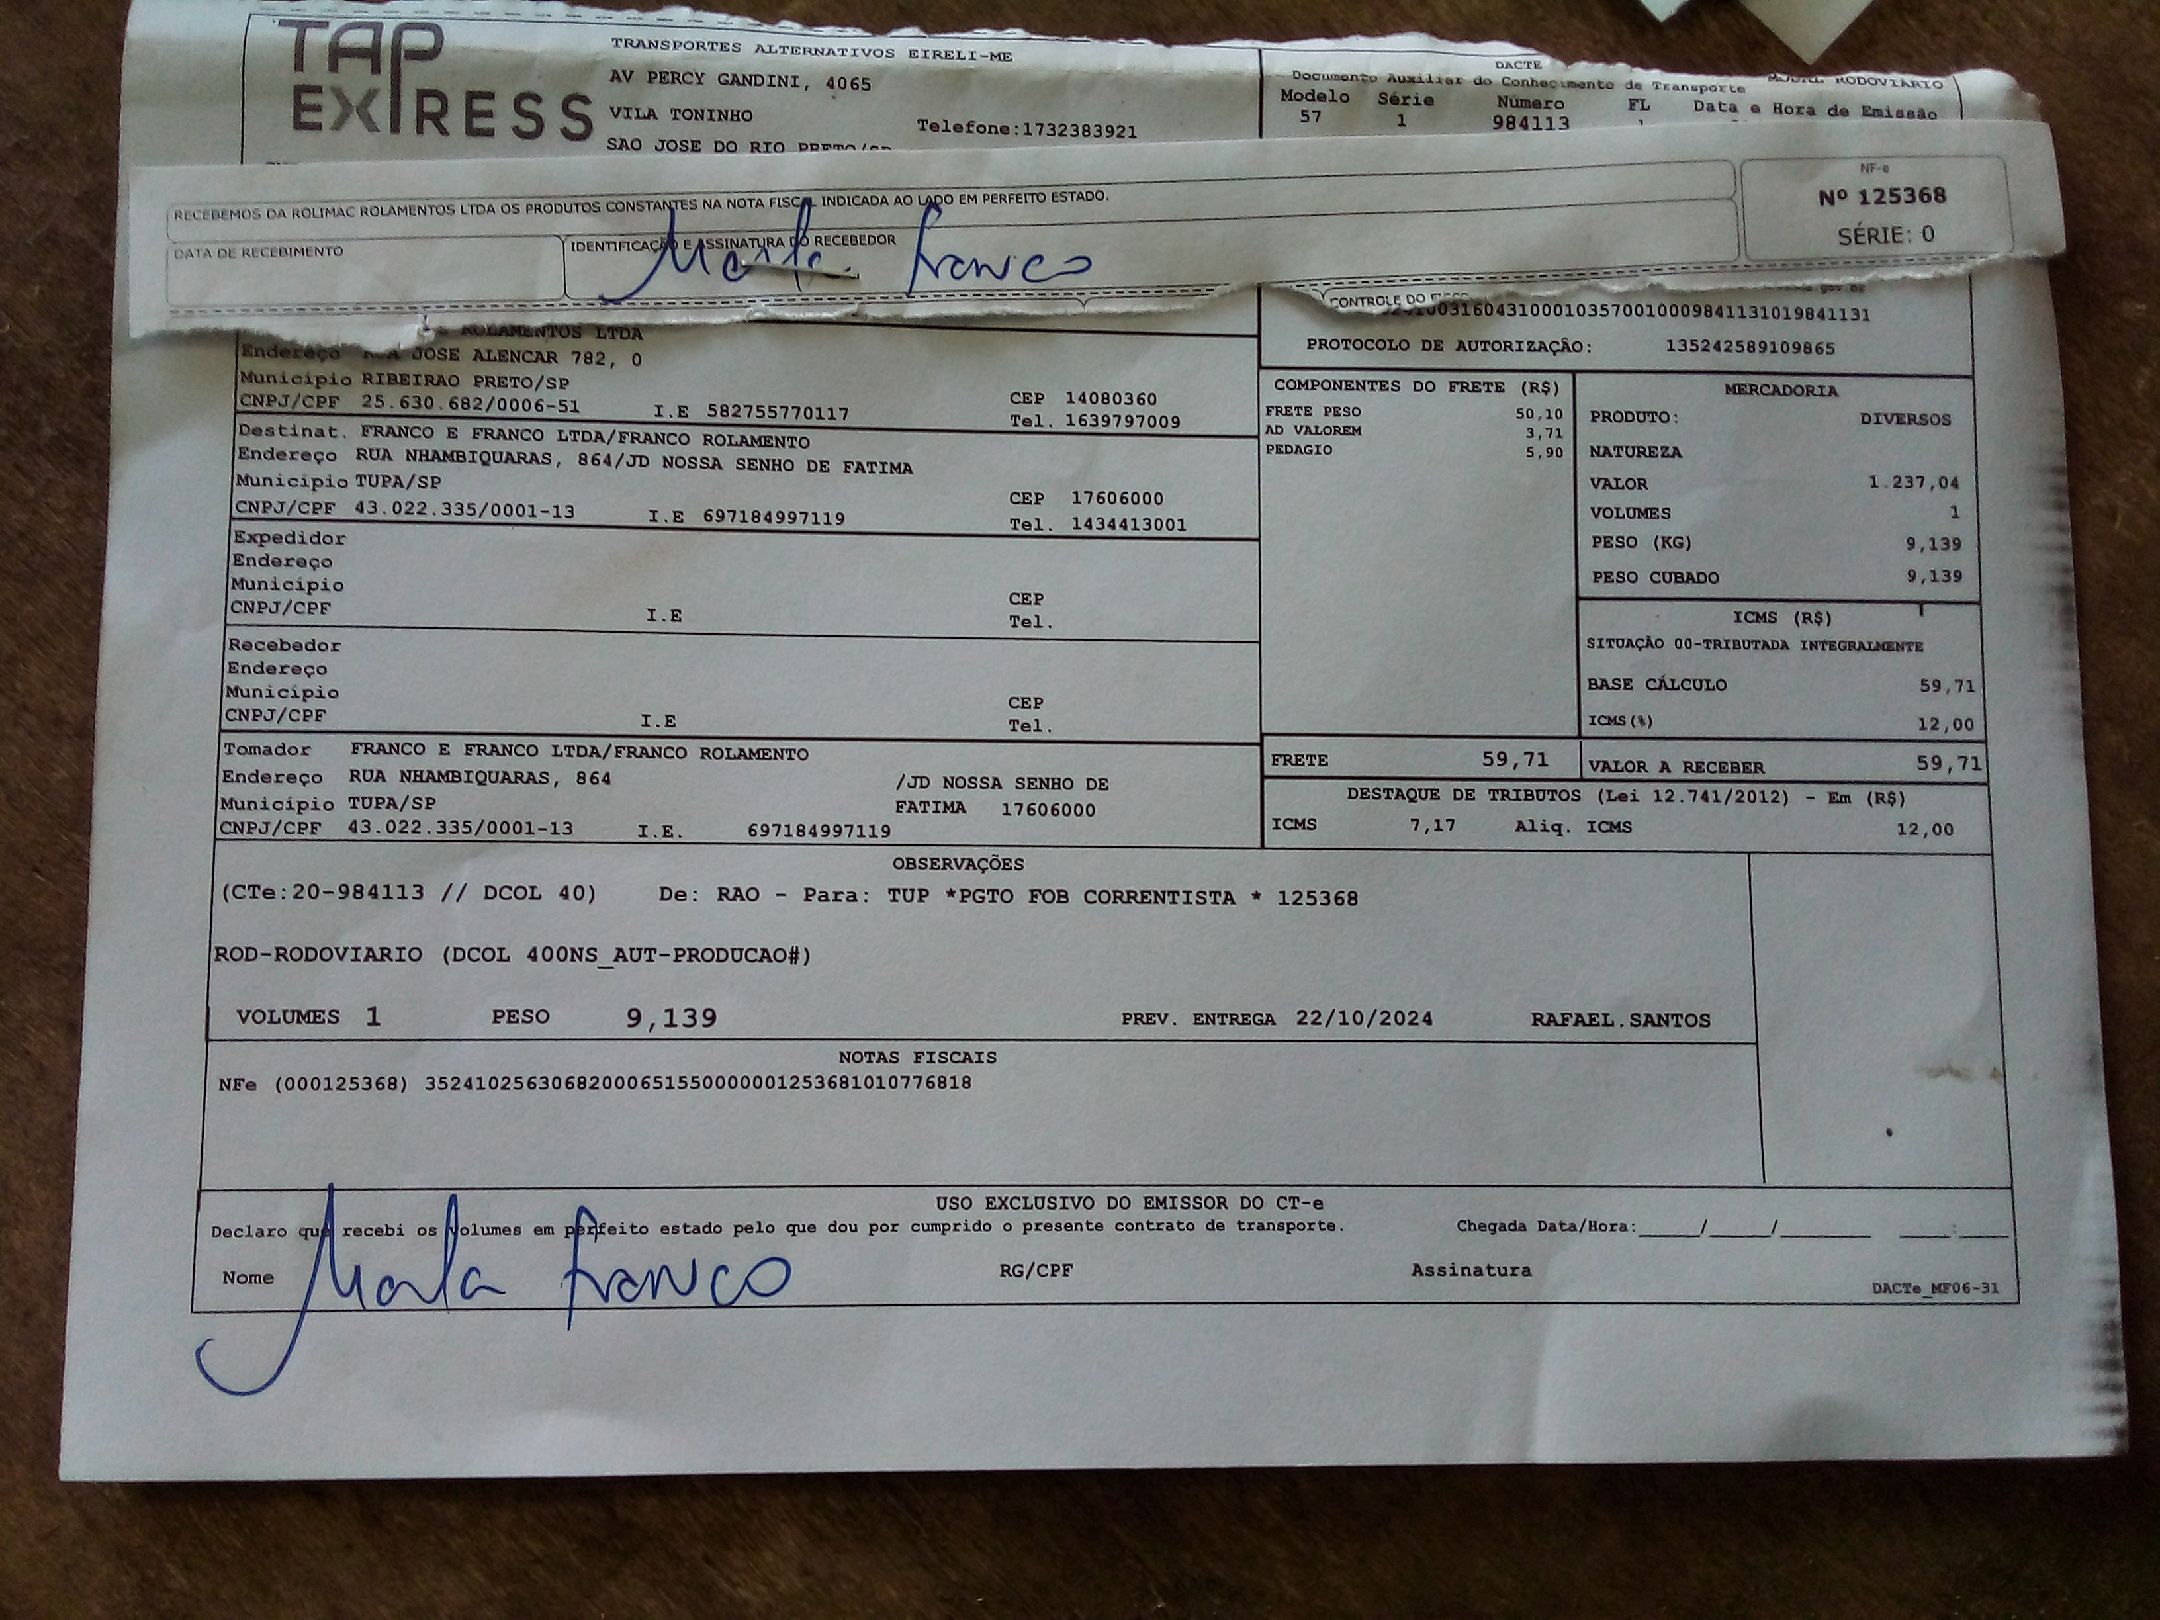 TAP EXPRESS
TRANSPORTES ALTERNATIVOS EIRELI-ME
AV PERCY GANDINI, 4065
VILA TONINHO
Telefone:1732383921
SAO JOSE DO RIO PRETO/SP
DACTE
Documento Auxiliar do Conhecimento de Transporte
MODAL RODOVIÁRIO
Modelo Série Número FL Data e Hora de Emissão
57 1 984113
RECEBEMOS DA ROLIMAC ROLAMENTOS LTDA OS PRODUTOS CONSTANTES NA NOTA FISCAL INDICADA AO LADO EM PERFEITO ESTADO.
DATA DE RECEBIMENTO
IDENTIFICAÇÃO E ASSINATURA DO RECEBEDOR
Marla Franco
NF-e
Nº 125368
SÉRIE: 0
CONTROLE DO
003160431000103570010009841131019841131
PROTOCOLO DE AUTORIZAÇÃO: 135242589109865
ROLAMENTOS LTDA
Endereço RUA JOSE ALENCAR 782, 0
Município RIBEIRAO PRETO/SP CEP 14080360
CNPJ/CPF 25.630.682/0006-51 I.E 582755770117 Tel. 1639797009
Destinat. FRANCO E FRANCO LTDA/FRANCO ROLAMENTO
Endereço RUA NHAMBIQUARAS, 864/JD NOSSA SENHO DE FATIMA
Município TUPA/SP CEP 17606000
CNPJ/CPF 43.022.335/0001-13 I.E 697184997119 Tel. 1434413001
Expedidor
Endereço
Município CEP
CNPJ/CPF I.E Tel.
Recebedor
Endereço
Município CEP
CNPJ/CPF I.E Tel.
Tomador FRANCO E FRANCO LTDA/FRANCO ROLAMENTO
Endereço RUA NHAMBIQUARAS, 864 /JD NOSSA SENHO DE
Município TUPA/SP FATIMA 17606000
CNPJ/CPF 43.022.335/0001-13 I.E. 697184997119
COMPONENTES DO FRETE (R$)
FRETE PESO 50,10
AD VALOREM 3,71
PEDAGIO 5,90
MERCADORIA
PRODUTO: DIVERSOS
NATUREZA
VALOR 1.237,04
VOLUMES 1
PESO (KG) 9,139
PESO CUBADO 9,139
ICMS (R$)
SITUAÇÃO 00-TRIBUTADA INTEGRALMENTE
BASE CÁLCULO 59,71
ICMS(%) 12,00
FRETE 59,71 VALOR A RECEBER 59,71
DESTAQUE DE TRIBUTOS (Lei 12.741/2012) - Em (R$)
ICMS 7,17 Aliq. ICMS 12,00
OBSERVAÇÕES
(CTe:20-984113 // DCOL 40) De: RAO - Para: TUP *PGTO FOB CORRENTISTA * 125368
ROD-RODOVIARIO (DCOL 400NS_AUT-PRODUCAO#)
VOLUMES 1 PESO 9,139 PREV. ENTREGA 22/10/2024 RAFAEL.SANTOS
NOTAS FISCAIS
NFe (000125368) 35241025630682000651550000001253681010776818
USO EXCLUSIVO DO EMISSOR DO CT-e
Declaro que recebi os volumes em perfeito estado pelo que dou por cumprido o presente contrato de transporte. Chegada Data/Hora:____/____/______ ___:___
Nome Marla Franco RG/CPF Assinatura
DACTe_MF06-31